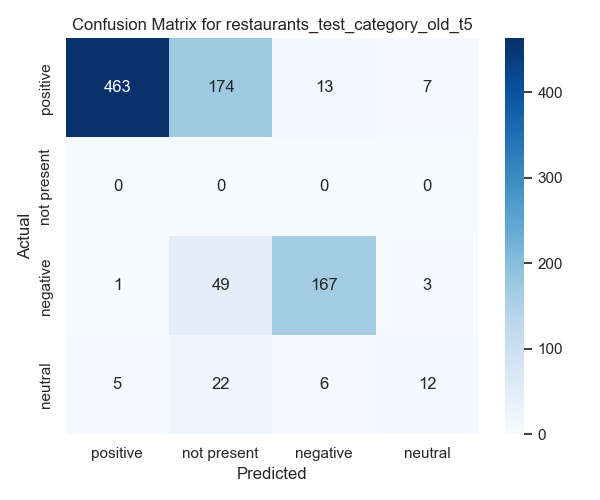 Confusion Matrix for restaurants_test_category_old_t5
Actual
positive
463 174 13 7
not present
0 0 0 0
negative
1 49 167 3
neutral
5 22 6 12
positive not present negative neutral
Predicted
400
300
200
100
0